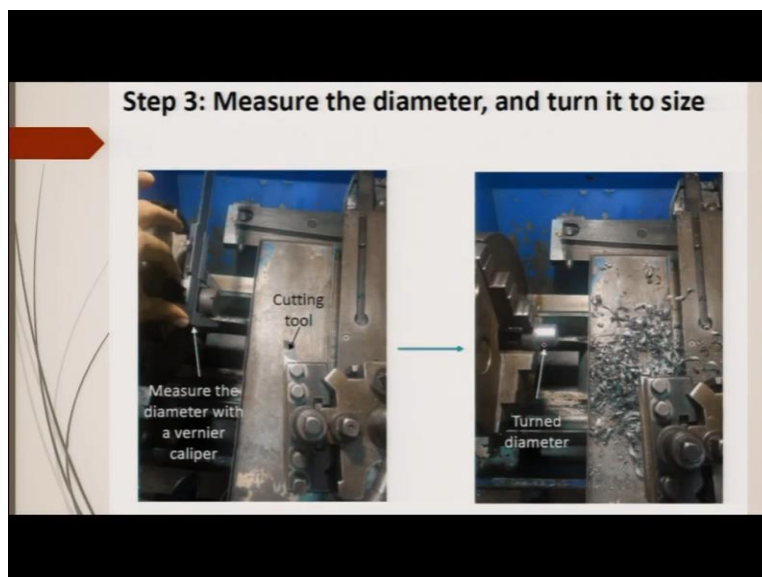 Step 3: Measure the diameter, and turn it to size
Cutting
tool
Measure the
diameter with
a vernier
caliper
Turned
diameter